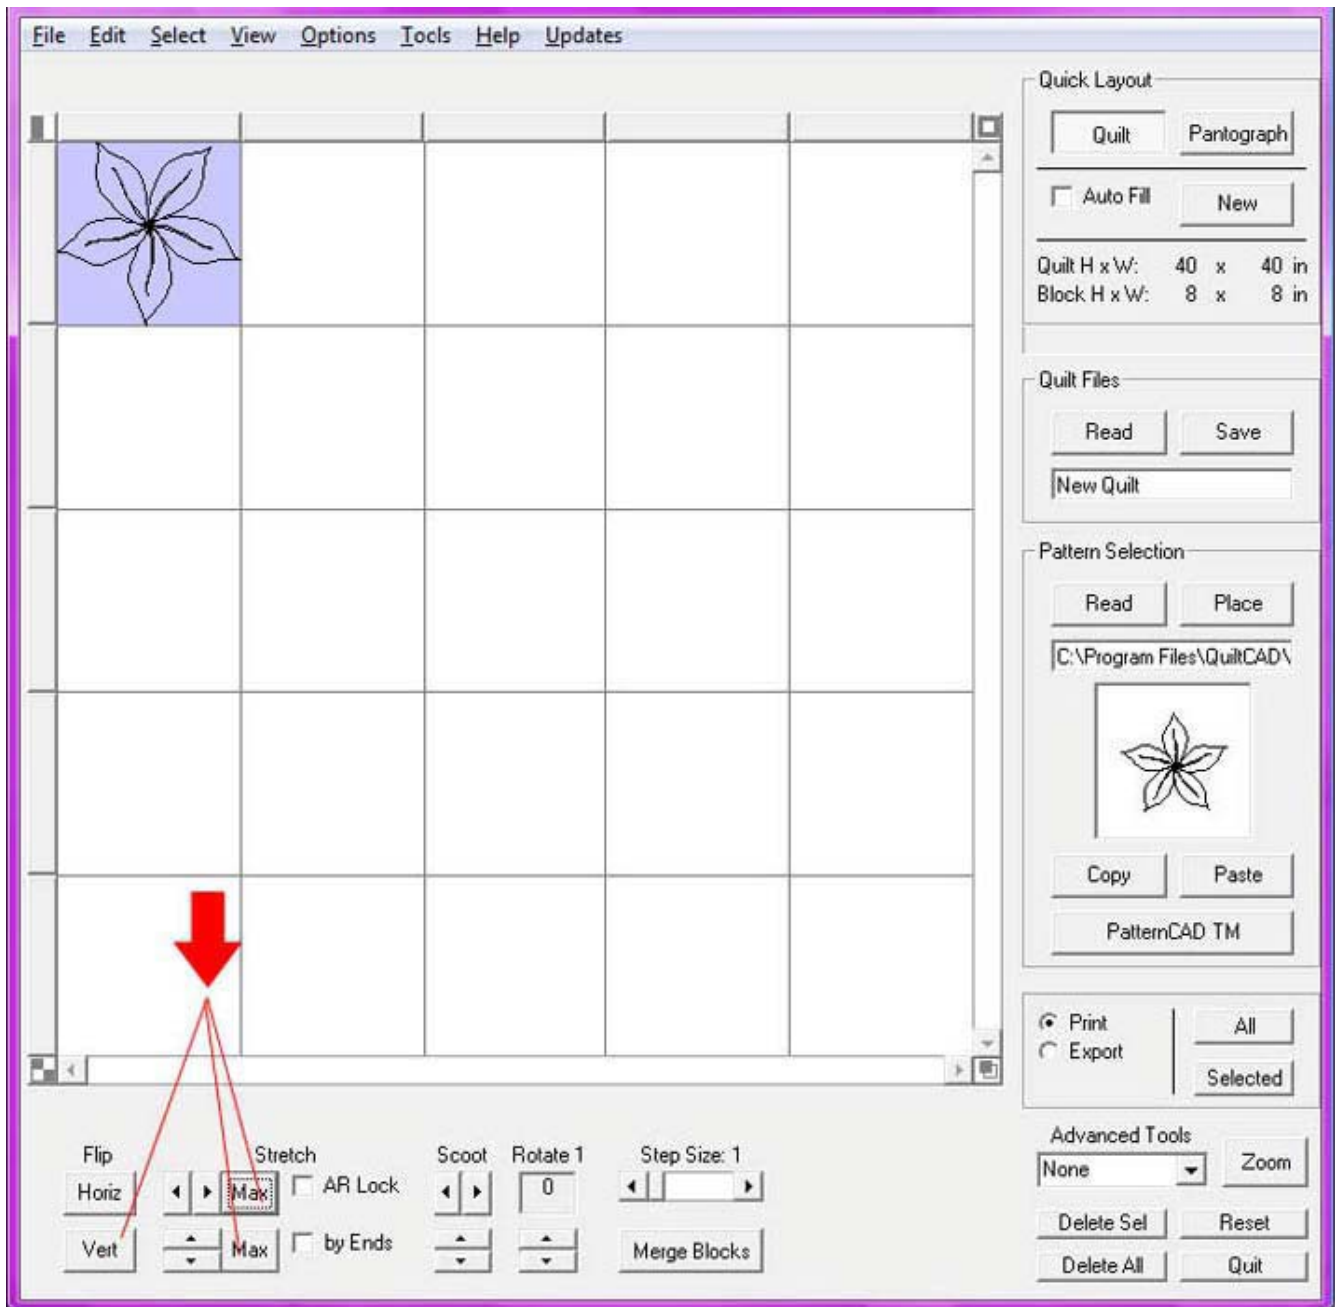 File Edit Select View Options Tools Help Updates
Quick Layout
Quilt Pantograph
Auto Fill New
Quilt H x W: 40 x 40 in
Block H x W: 8 x 8 in
Quilt Files
Read Save
New Quilt
Pattern Selection
Read Place
C:\Program Files\QuiltCAD\
Copy Paste
PatternCAD TM
Print All
Export
Selected
Flip Stretch Scoot Rotate 1 Step Size: 1
Horiz Max AR Lock 0
Vert Max by Ends Merge Blocks
Advanced Tools
None Zoom
Delete Sel Reset
Delete All Quit